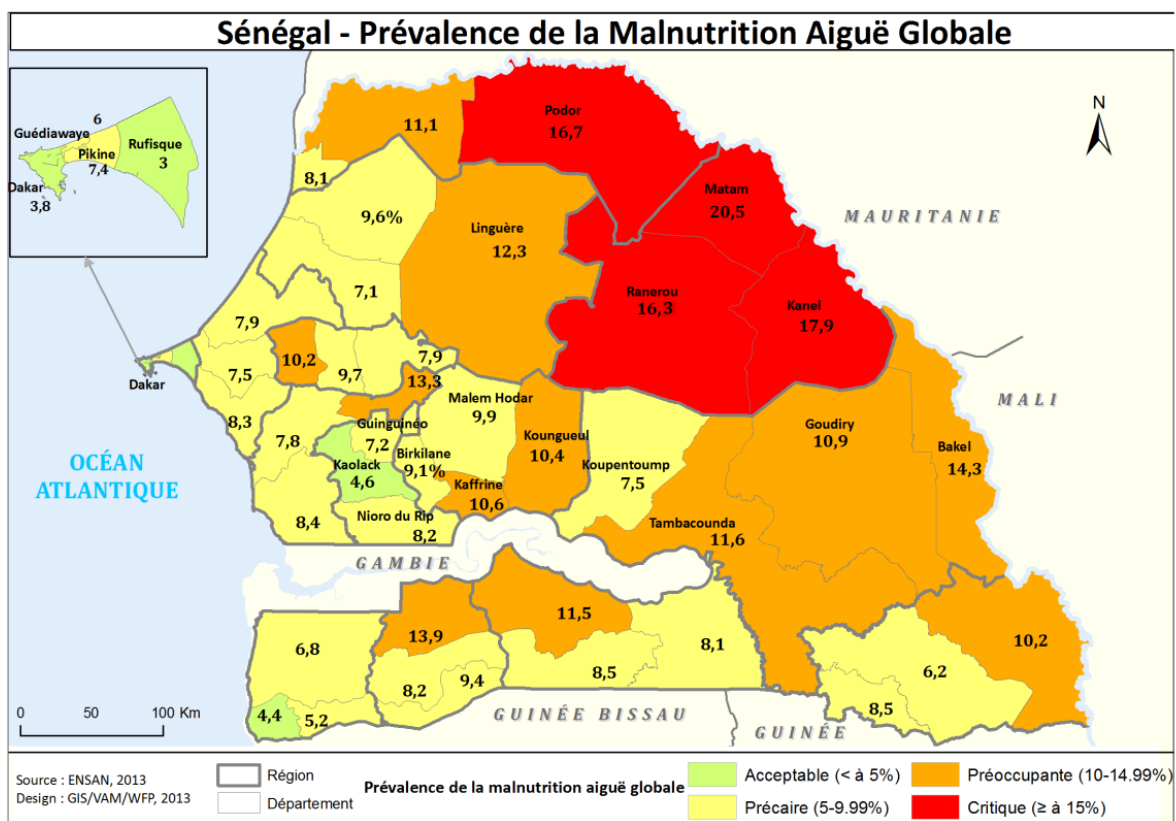 Sénégal - Prévalence de la Malnutrition Aiguë Globale
6
Guédiawaye
Rufisque
3
Pikine
7,4
Dakar
3,8
N
11,1
Podor
16,7
8,1
Matam
20,5
9,6%
MAURITANIE
Linguère
12,3
7,1
Ranerou
16,3
Kanel
17,9
7,9
10,2
7,9
9,7
7,5
Dakar
13,3
MALI
Malem Hodar
9,9
8,3
Guinguinéo
7,2
7,8
Goudiry
10,9
Koungueul
10,4
Bakel
14,3
Birkilane
9,1%
Koupentoump
7,5
OCÉAN
ATLANTIQUE
Kaolack
4,6
Kaffrine
10,6
8,4
Nioro du Rip
8,2
Tambacounda
11,6
GAMBIE
11,5
13,9
10,2
6,8
8,1
8,5
6,2
8,2
9,4
8,5
4,4
5,2
GUINÉE BISSAU
GUINÉE
0 50 100 Km
Source : ENSAN, 2013
Design : GIS/VAM/WFP, 2013
Région
Département
Prévalence de la malnutrition aiguë globale
Acceptable (< à 5%)
Précaire (5-9.99%)
Préoccupante (10-14.99%)
Critique (≥ à 15%)